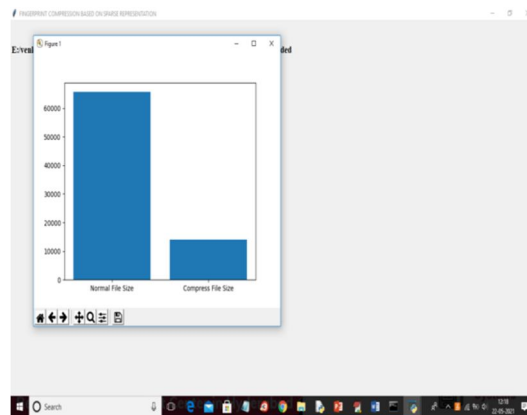 FINGERPRINT COMPRESSION BASED ON SPARSE REPRESENTATION
Figure 1
E:/venk
ded
60000
50000
40000
30000
20000
10000
0
Normal File Size
Compress File Size
Search
12:18
22-05-2021